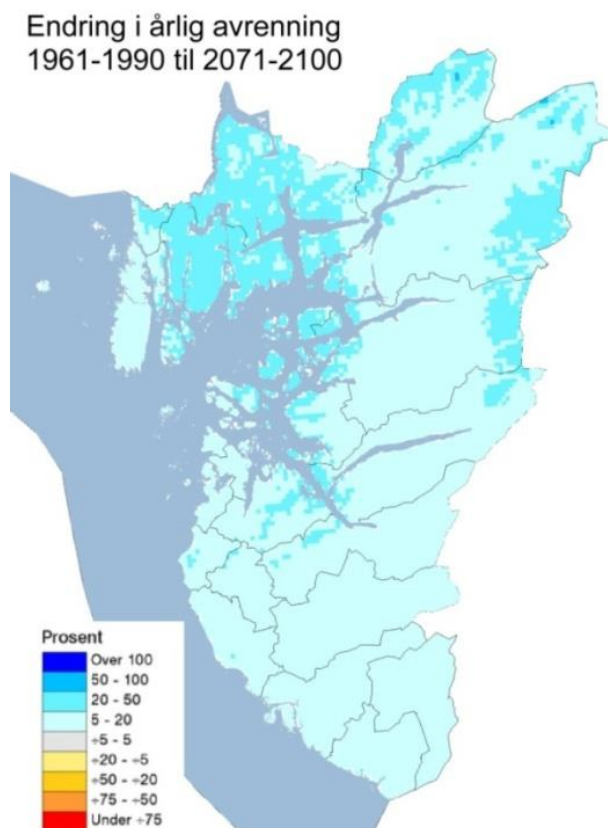 Endring i årlig avrenning
1961-1990 til 2071-2100
Prosent
Over 100
50 - 100
20 - 50
5 - 20
÷5 - 5
÷20 - ÷5
÷50 - ÷20
÷75 - ÷50
Under ÷75